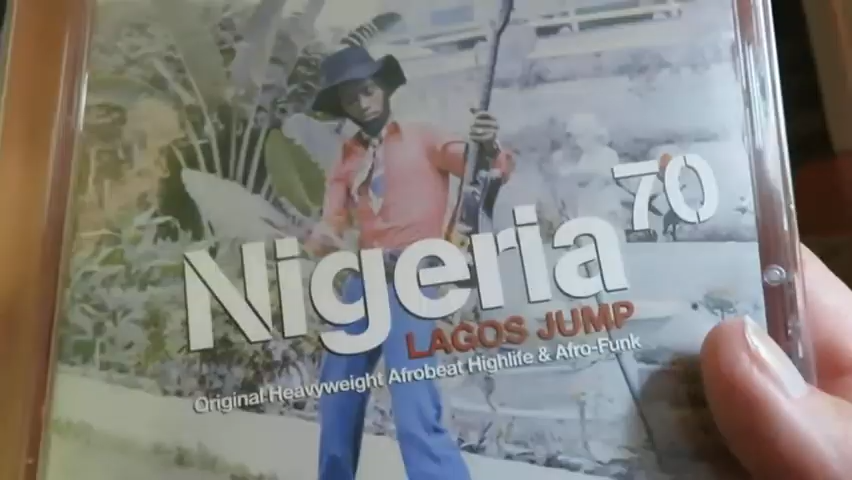 Nigeria 70
LAGOS JUMP
Original Heavyweight Afrobeat Highlife & Afro-Funk